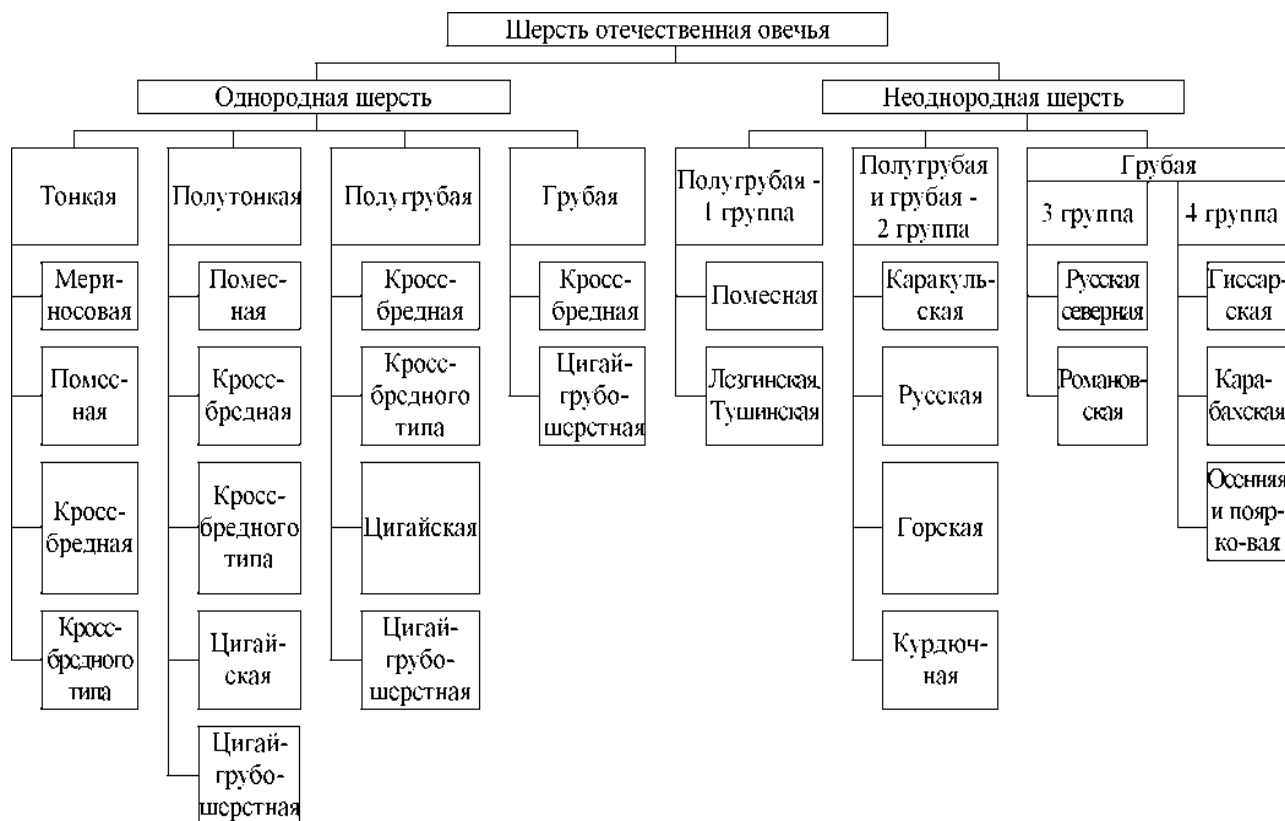 Шерсть отечественная овечья
Однородная шерсть
Неоднородная шерсть
Тонкая
Полутонкая
Полугрубая
Грубая
Полугрубая -
1 группа
Полугрубая
и грубая -
2 группа
Грубая
3 группа
4 группа
Мери-
носовая
Помес-
ная
Кросс-
бредная
Кросс-
бредного
типа
Помес-
ная
Кросс-
бредная
Кросс-
бредного
типа
Цигай-
ская
Цигай-
грубо-
шерстная
Кросс-
бредная
Кросс-
бредного
типа
Цигайская
Цигай-
грубо-
шерстная
Кросс-
бредная
Цигай-
грубо-
шерстная
Помесная
Лезгинская,
Тушинская
Каракуль-
ская
Русская
Горская
Курдюч-
ная
Русская
северная
Романов-
ская
Гиссар-
ская
Кара-
бахская
Осенняя
и пояр-
ко-вая